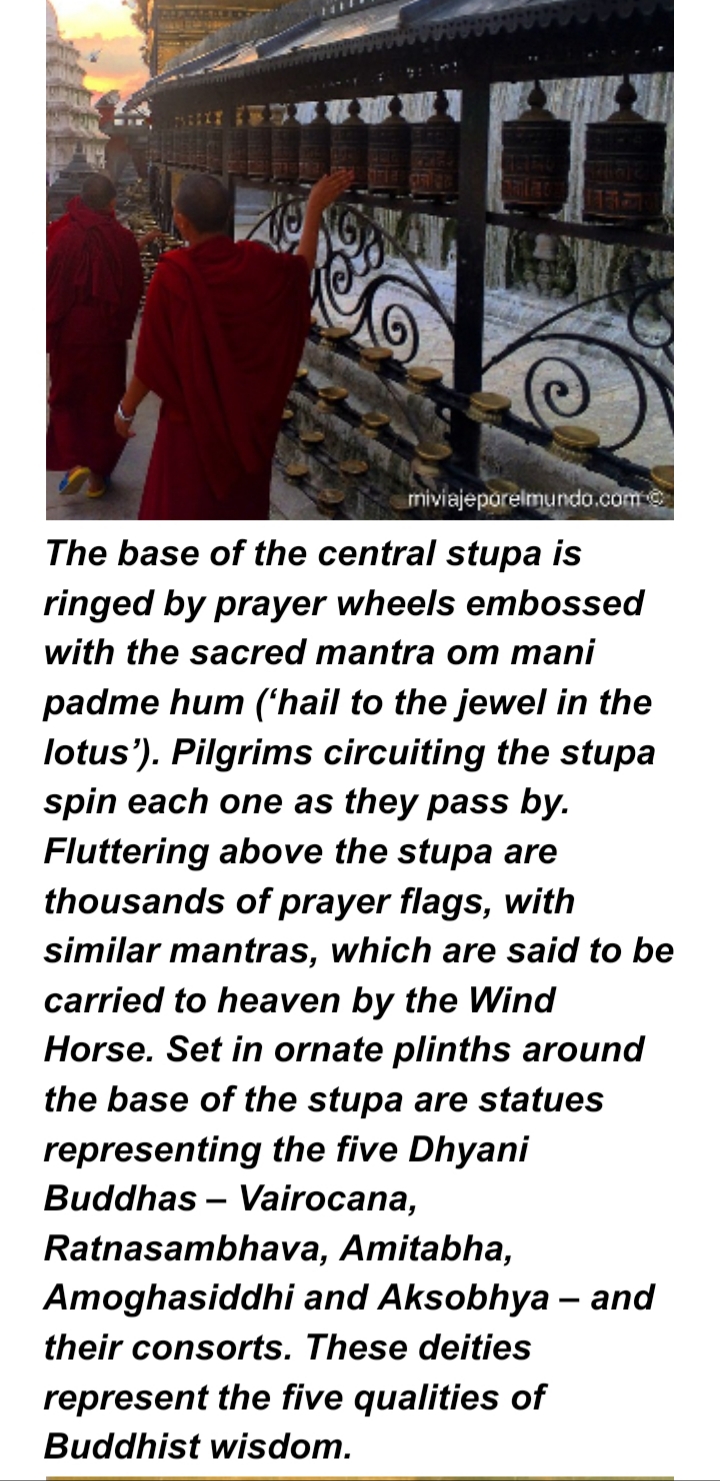 miviajeporelmundo.com ©
The base of the central stupa is
ringed by prayer wheels embossed
with the sacred mantra om mani
padme hum (‘hail to the jewel in the
lotus’). Pilgrims circuiting the stupa
spin each one as they pass by.
Fluttering above the stupa are
thousands of prayer flags, with
similar mantras, which are said to be
carried to heaven by the Wind
Horse. Set in ornate plinths around
the base of the stupa are statues
representing the five Dhyani
Buddhas – Vairocana,
Ratnasambhava, Amitabha,
Amoghasiddhi and Aksobhya – and
their consorts. These deities
represent the five qualities of
Buddhist wisdom.